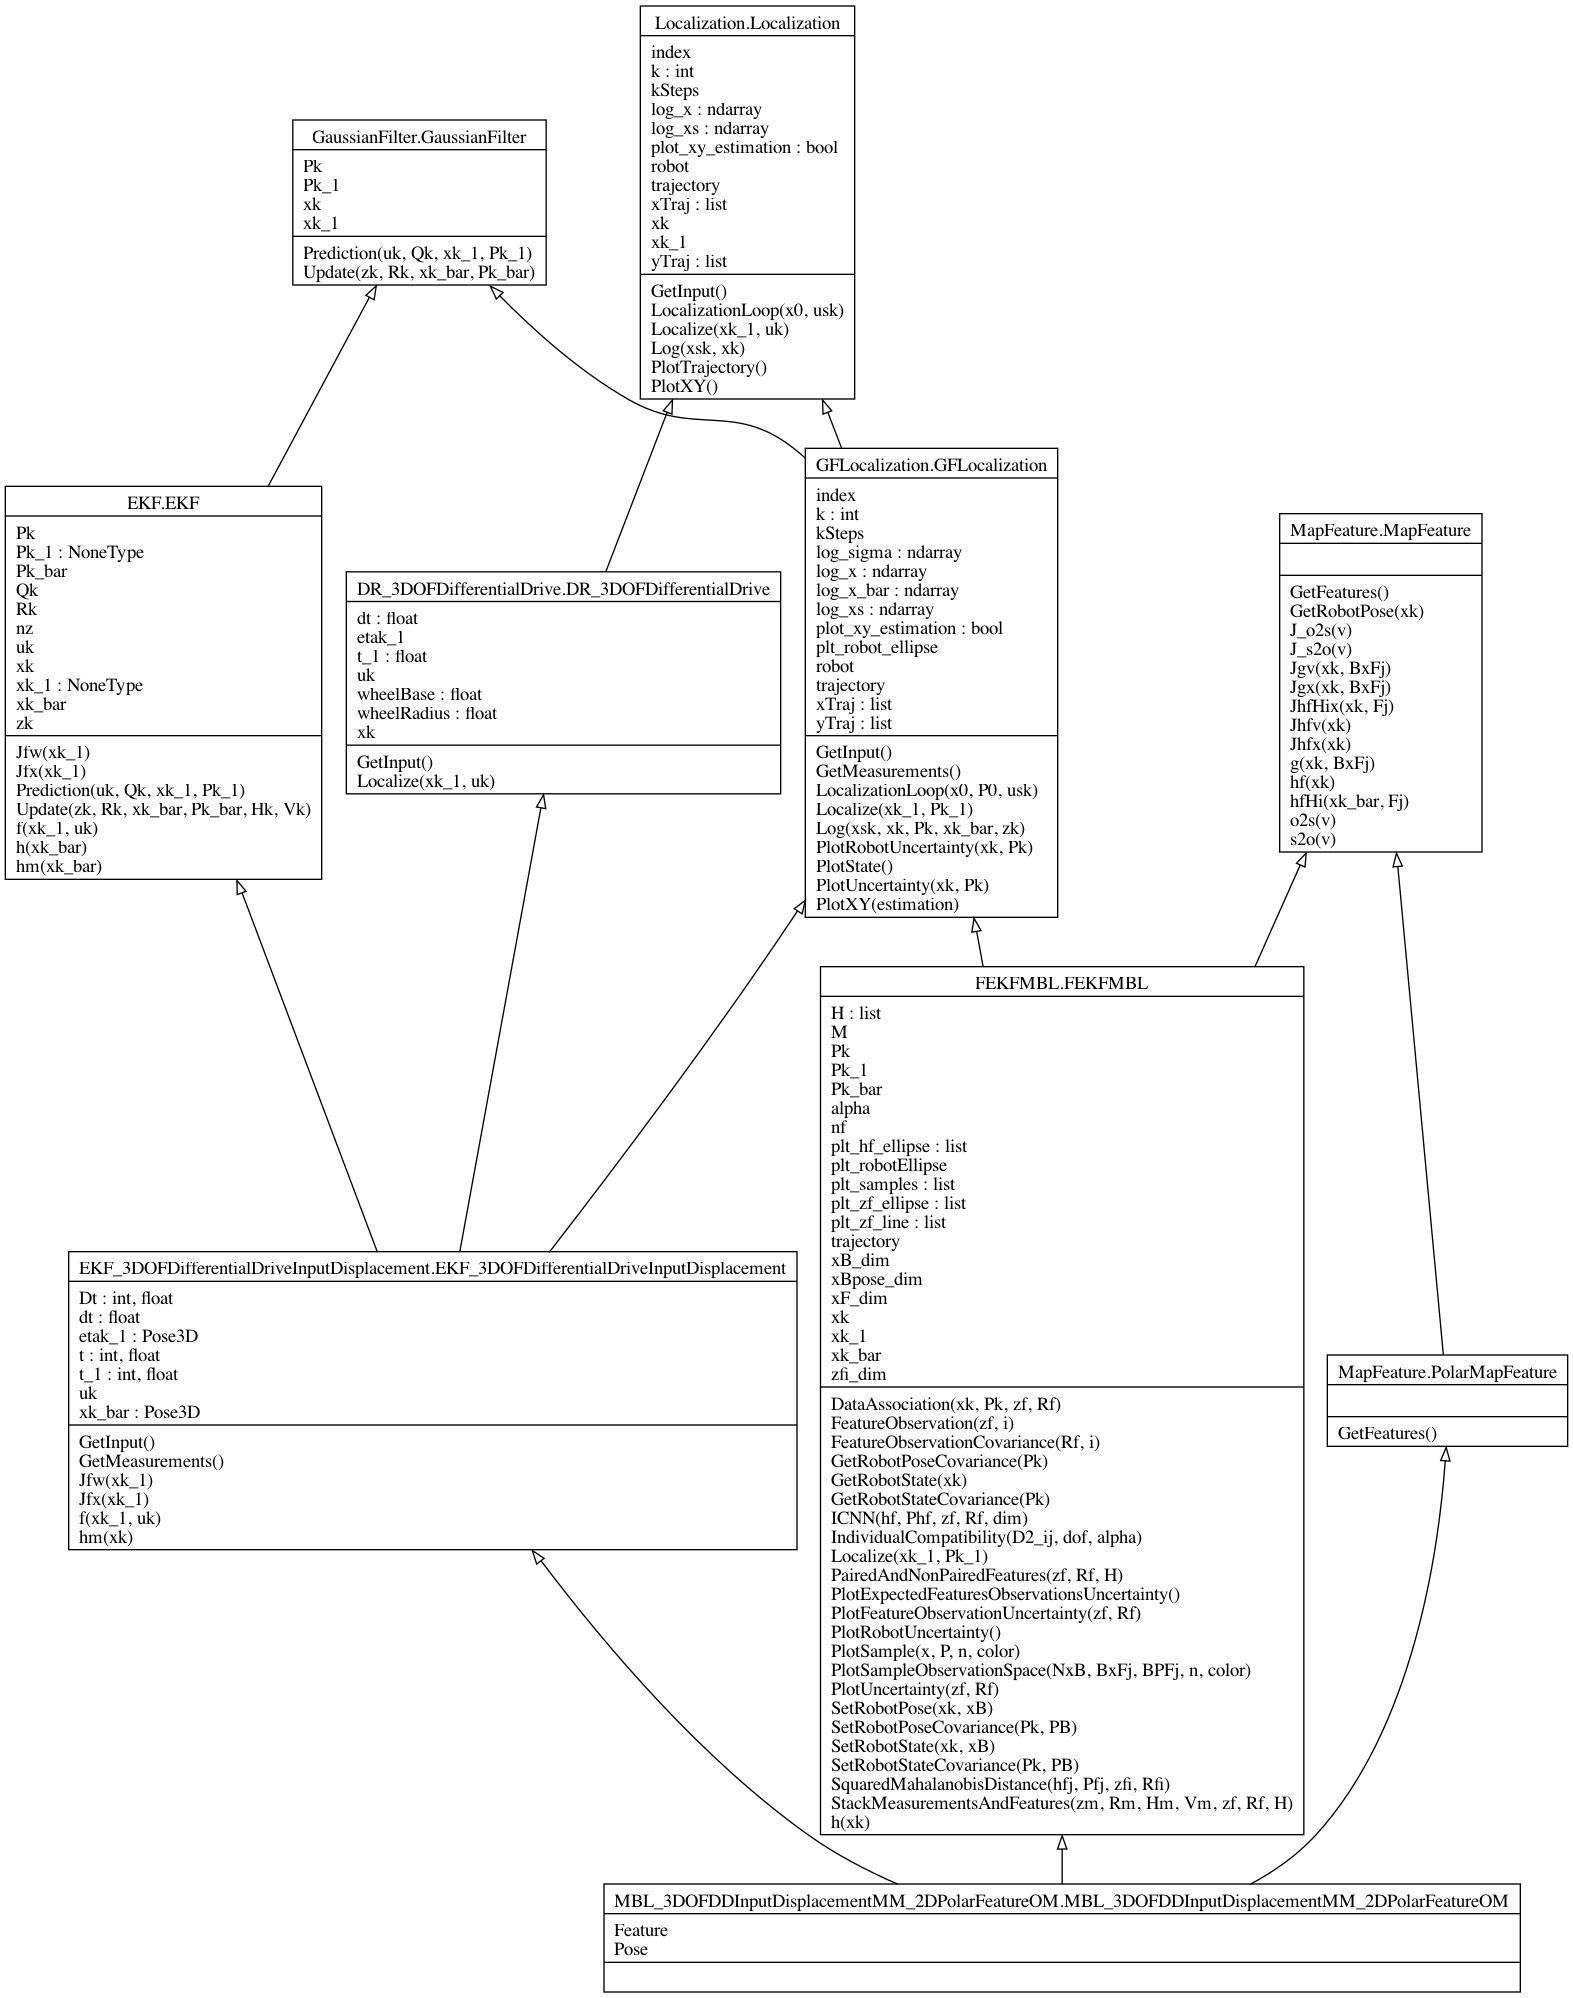 Localization.Localization
index
k : int
kSteps
log_x : ndarray
log_xs : ndarray
plot_xy_estimation : bool
robot
trajectory
xTraj : list
xk
xk_1
yTraj : list
GetInput()
LocalizationLoop(x0, usk)
Localize(xk_1, uk)
Log(xsk, xk)
PlotTrajectory()
PlotXY()
GaussianFilter.GaussianFilter
Pk
Pk_1
xk
xk_1
Prediction(uk, Qk, xk_1, Pk_1)
Update(zk, Rk, xk_bar, Pk_bar)
EKF.EKF
Pk
Pk_1 : NoneType
Pk_bar
Qk
Rk
nz
uk
xk
xk_1 : NoneType
xk_bar
zk
Jfw(xk_1)
Jfx(xk_1)
Prediction(uk, Qk, xk_1, Pk_1)
Update(zk, Rk, xk_bar, Pk_bar, Hk, Vk)
f(xk_1, uk)
h(xk_bar)
hm(xk_bar)
DR_3DOFDifferentialDrive.DR_3DOFDifferentialDrive
dt : float
etak_1
t_1 : float
uk
wheelBase : float
wheelRadius : float
xk
GetInput()
Localize(xk_1, uk)
GFLocalization.GFLocalization
index
k : int
kSteps
log_sigma : ndarray
log_x : ndarray
log_x_bar : ndarray
log_xs : ndarray
plot_xy_estimation : bool
plt_robot_ellipse
robot
trajectory
xTraj : list
yTraj : list
GetInput()
GetMeasurements()
LocalizationLoop(x0, P0, usk)
Localize(xk_1, Pk_1)
Log(xsk, xk, Pk, xk_bar, zk)
PlotRobotUncertainty(xk, Pk)
PlotState()
PlotUncertainty(xk, Pk)
PlotXY(estimation)
MapFeature.MapFeature
GetFeatures()
GetRobotPose(xk)
J_o2s(v)
J_s2o(v)
Jgv(xk, BxFj)
Jgx(xk, BxFj)
JhfHix(xk, Fj)
Jhfv(xk)
Jhfx(xk)
g(xk, BxFj)
hf(xk)
hfHi(xk_bar, Fj)
o2s(v)
s2o(v)
FEKFMBL.FEKFMBL
H : list
M
Pk
Pk_1
Pk_bar
alpha
nf
plt_hf_ellipse : list
plt_robotEllipse
plt_samples : list
plt_zf_ellipse : list
plt_zf_line : list
trajectory
xB_dim
xBpose_dim
xF_dim
xk
xk_1
xk_bar
zfi_dim
DataAssociation(xk, Pk, zf, Rf)
FeatureObservation(zf, i)
FeatureObservationCovariance(Rf, i)
GetRobotPoseCovariance(Pk)
GetRobotState(xk)
GetRobotStateCovariance(Pk)
ICNN(hf, Phf, zf, Rf, dim)
IndividualCompatibility(D2_ij, dof, alpha)
Localize(xk_1, Pk_1)
PairedAndNonPairedFeatures(zf, Rf, H)
PlotExpectedFeaturesObservationsUncertainty()
PlotFeatureObservationUncertainty(zf, Rf)
PlotRobotUncertainty()
PlotSample(x, P, n, color)
PlotSampleObservationSpace(NxB, BxFj, BPFj, n, color)
PlotUncertainty(zf, Rf)
SetRobotPose(xk, xB)
SetRobotPoseCovariance(Pk, PB)
SetRobotState(xk, xB)
SetRobotStateCovariance(Pk, PB)
SquaredMahalanobisDistance(hfj, Pfj, zfi, Rfi)
StackMeasurementsAndFeatures(zm, Rm, Hm, Vm, zf, Rf, H)
h(xk)
EKF_3DOFDifferentialDriveInputDisplacement.EKF_3DOFDifferentialDriveInputDisplacement
Dt : int, float
dt : float
etak_1 : Pose3D
t : int, float
t_1 : int, float
uk
xk_bar : Pose3D
GetInput()
GetMeasurements()
Jfw(xk_1)
Jfx(xk_1)
f(xk_1, uk)
hm(xk)
MapFeature.PolarMapFeature
GetFeatures()
MBL_3DOFDDInputDisplacementMM_2DPolarFeatureOM.MBL_3DOFDDInputDisplacementMM_2DPolarFeatureOM
Feature
Pose